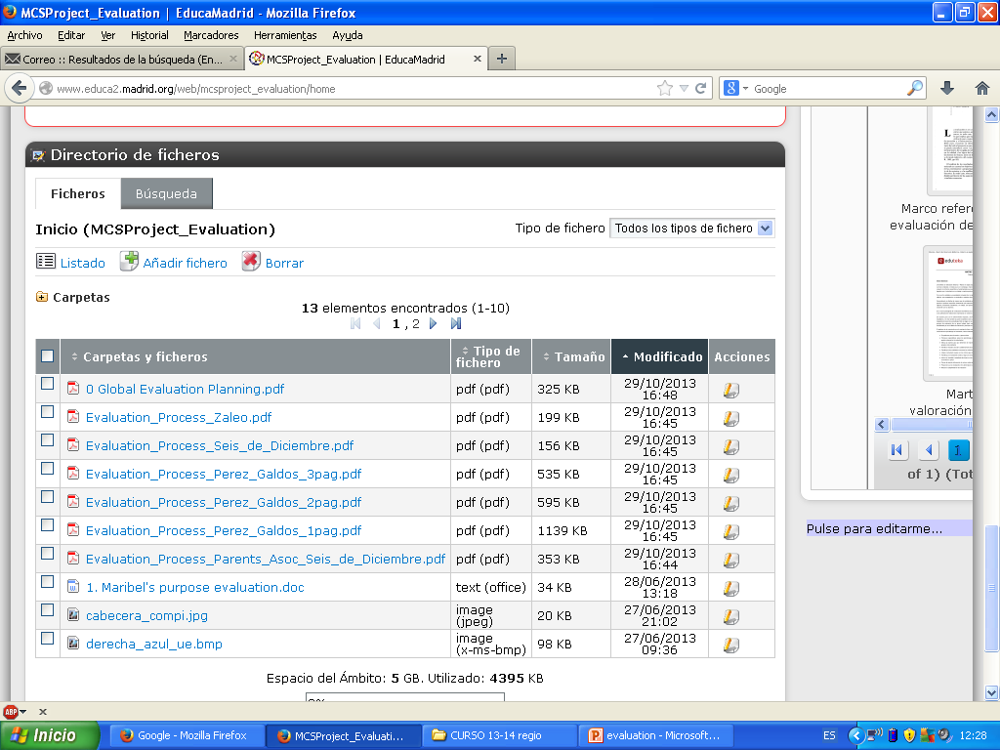 MCSProject_Evaluation | EducaMadrid - Mozilla Firefox
Archivo Editar Ver Historial Marcadores Herramientas Ayuda
Correo :: Resultados de la búsqueda (En... MCSProject_Evaluation | EducaMadrid
www.educa2.madrid.org/web/mcsproject_evaluation/home
Google
Directorio de ficheros
Ficheros Búsqueda
Inicio (MCSProject_Evaluation)
Tipo de fichero Todos los tipos de fichero
Listado Añadir fichero Borrar
Carpetas
13 elementos encontrados (1-10)
1 , 2
Carpetas y ficheros Tipo de fichero Tamaño Modificado Acciones
0 Global Evaluation Planning.pdf pdf (pdf) 325 KB 29/10/2013 16:48
Evaluation_Process_Zaleo.pdf pdf (pdf) 199 KB 29/10/2013 16:45
Evaluation_Process_Seis_de_Diciembre.pdf pdf (pdf) 156 KB 29/10/2013 16:45
Evaluation_Process_Perez_Galdos_3pag.pdf pdf (pdf) 535 KB 29/10/2013 16:45
Evaluation_Process_Perez_Galdos_2pag.pdf pdf (pdf) 595 KB 29/10/2013 16:45
Evaluation_Process_Perez_Galdos_1pag.pdf pdf (pdf) 1139 KB 29/10/2013 16:45
Evaluation_Process_Parents_Asoc_Seis_de_Diciembre.pdf pdf (pdf) 353 KB 29/10/2013 16:44
1. Maribel's purpose evaluation.doc text (office) 34 KB 28/06/2013 13:18
cabecera_compi.jpg image (jpeg) 20 KB 27/06/2013 21:02
derecha_azul_ue.bmp image (x-ms-bmp) 98 KB 27/06/2013 09:36
Espacio del Ámbito: 5 GB. Utilizado: 4395 KB
Marco refer
evaluación de
eduteka
Mart
valoración
1
of 1) (Tot
Pulse para editarme...
ABP
Inicio Google - Mozilla Firefox MCSProject_Evaluati... CURSO 13-14 regio evaluation - Microsoft... ES 12:28